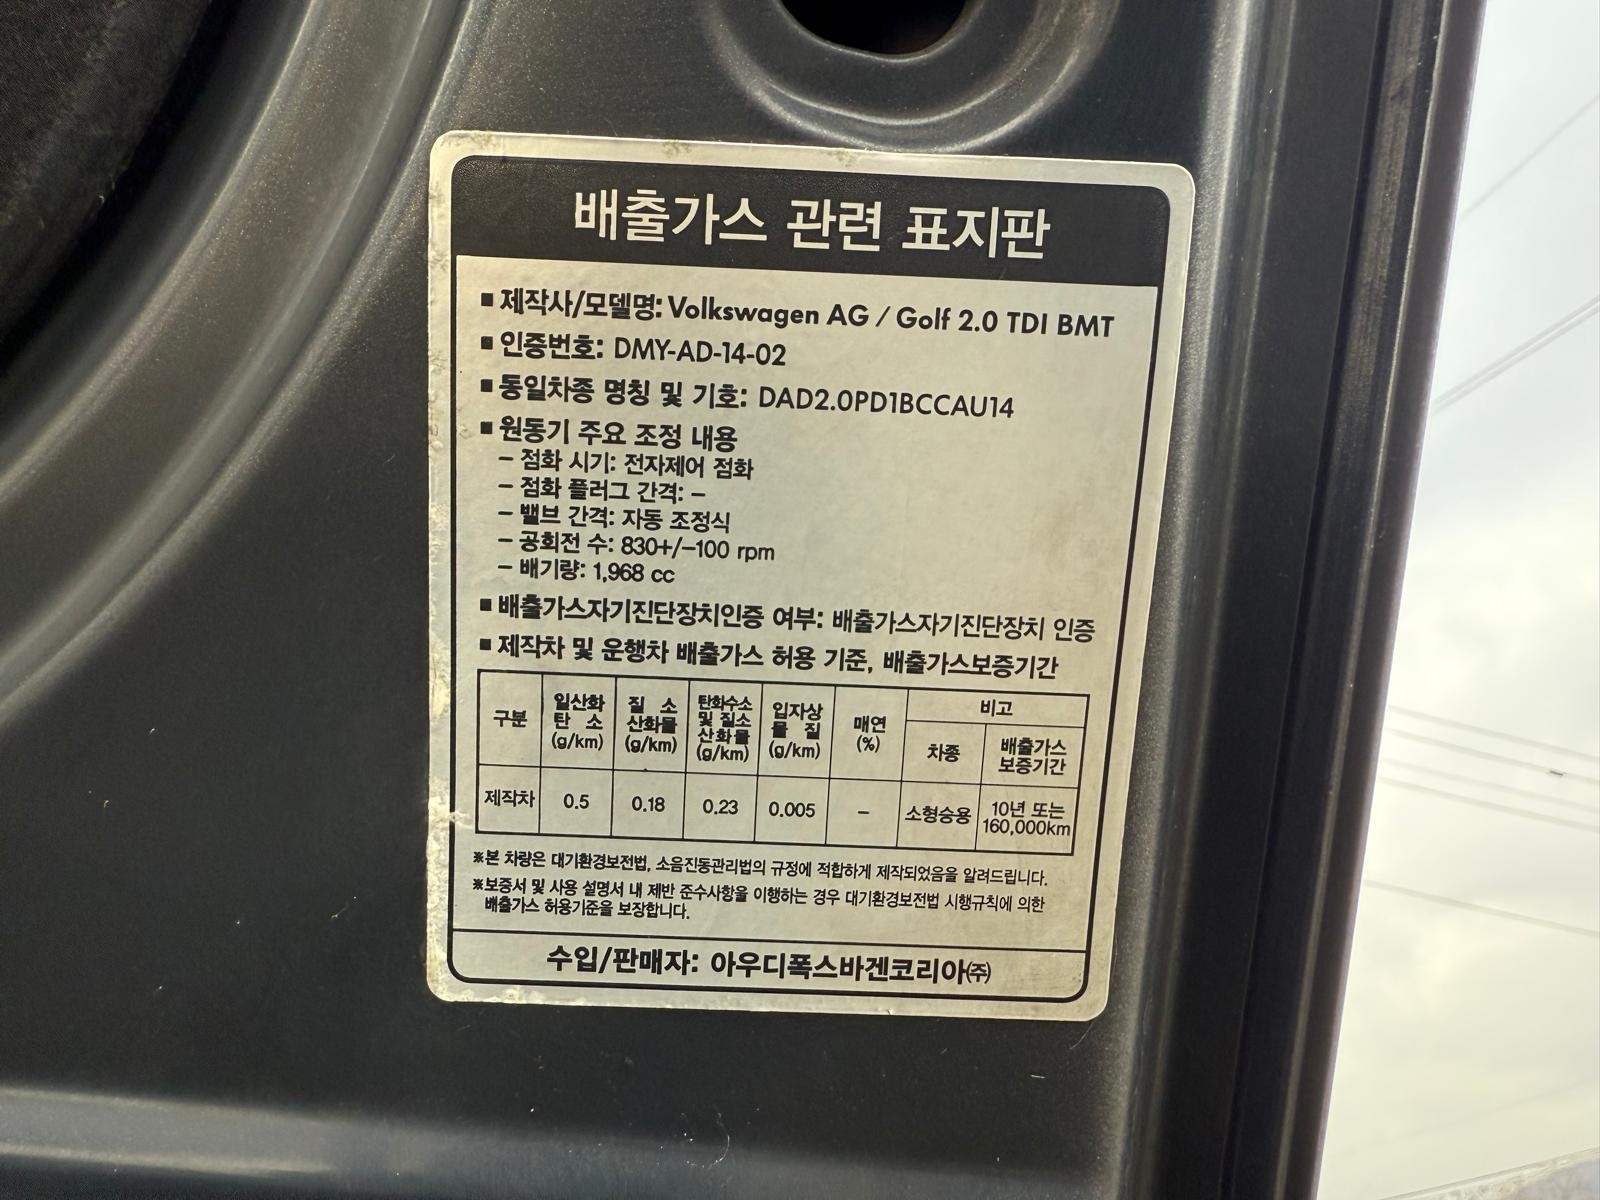 배출가스 관련 표지판
■ 제작사/모델명: Volkswagen AG / Golf 2.0 TDI BMT
■ 인증번호: DMY-AD-14-02
■ 동일차종 명칭 및 기호: DAD2.0PD1BCCAU14
■ 원동기 주요 조정 내용
– 점화 시기: 전자제어 점화
– 점화 플러그 간격: –
– 밸브 간격: 자동 조정식
– 공회전 수: 830+/–100 rpm
– 배기량: 1,968 cc
■ 배출가스자기진단장치인증 여부: 배출가스자기진단장치 인증
■ 제작차 및 운행차 배출가스 허용 기준, 배출가스보증기간
구분
일산화
탄 소
(g/km)
질 소
산화물
(g/km)
탄화수소
및 질소
산화물
(g/km)
입자상
물 질
(g/km)
매연
(%)
비고
차종
배출가스
보증기간
제작차 0.5 0.18 0.23 0.005 – 소형승용
10년 또는
160,000km
※본 차량은 대기환경보전법, 소음진동관리법의 규정에 적합하게 제작되었음을 알려드립니다.
※보증서 및 사용 설명서 내 제반 준수사항을 이행하는 경우 대기환경보전법 시행규칙에 의한
배출가스 허용기준을 보장합니다.
수입/판매자: 아우디폭스바겐코리아㈜